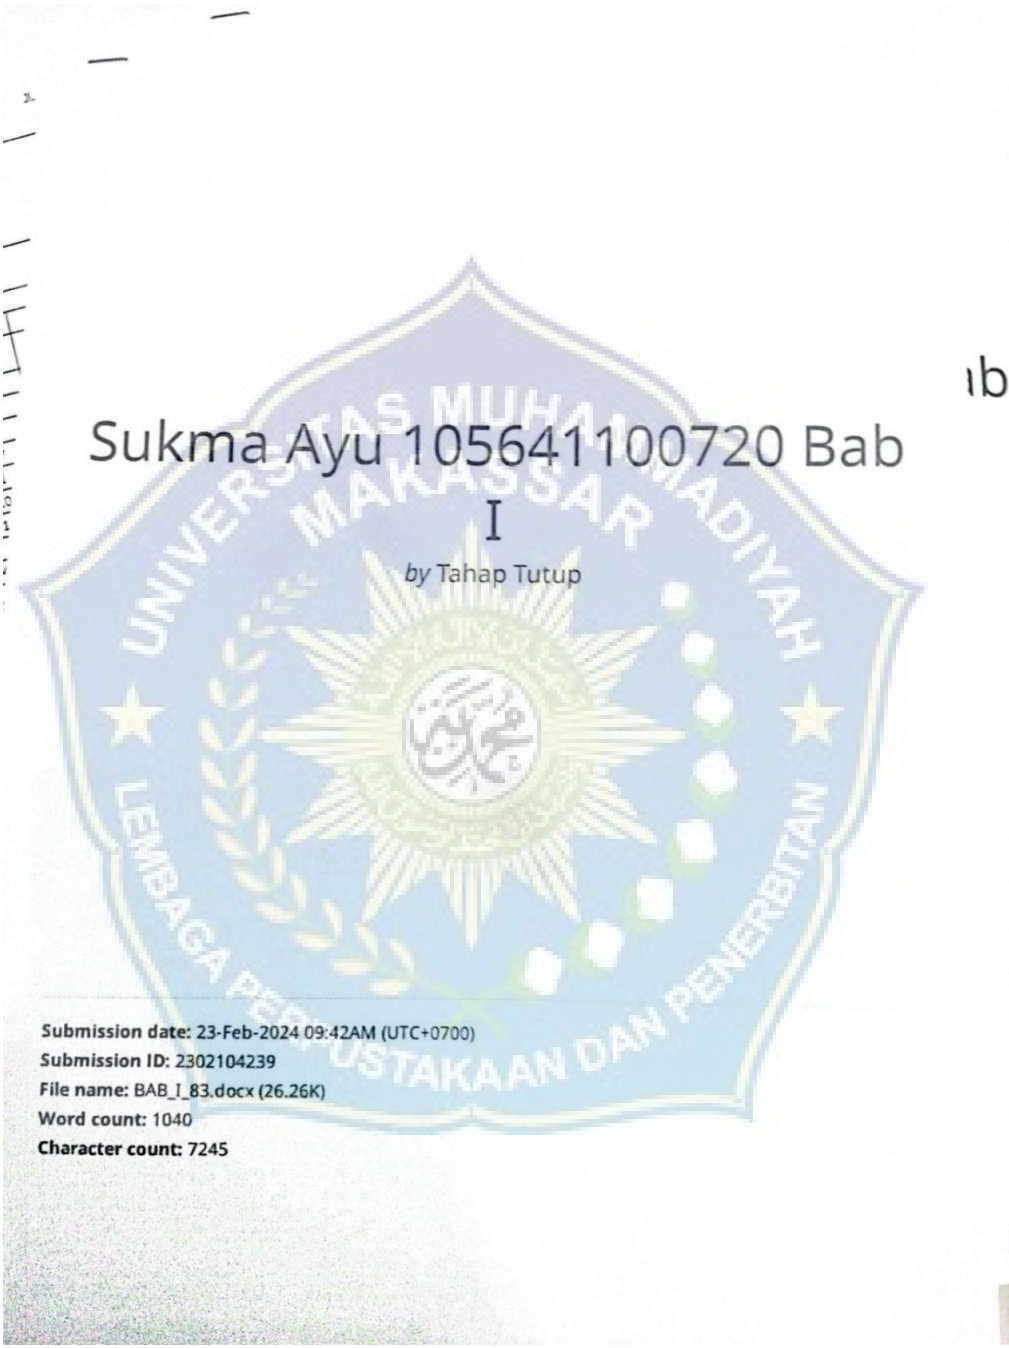 ıb
Sukma Ayu 105641100720 Bab
I
by Tahap Tutup
UNIVERSITAS MUHAMMADIYAH
MAKASSAR
LEMBAGA PERPUSTAKAAN DAN PENERBITAN
Submission date: 23-Feb-2024 09:42AM (UTC+0700)
Submission ID: 2302104239
File name: BAB_I_83.docx (26.26K)
Word count: 1040
Character count: 7245